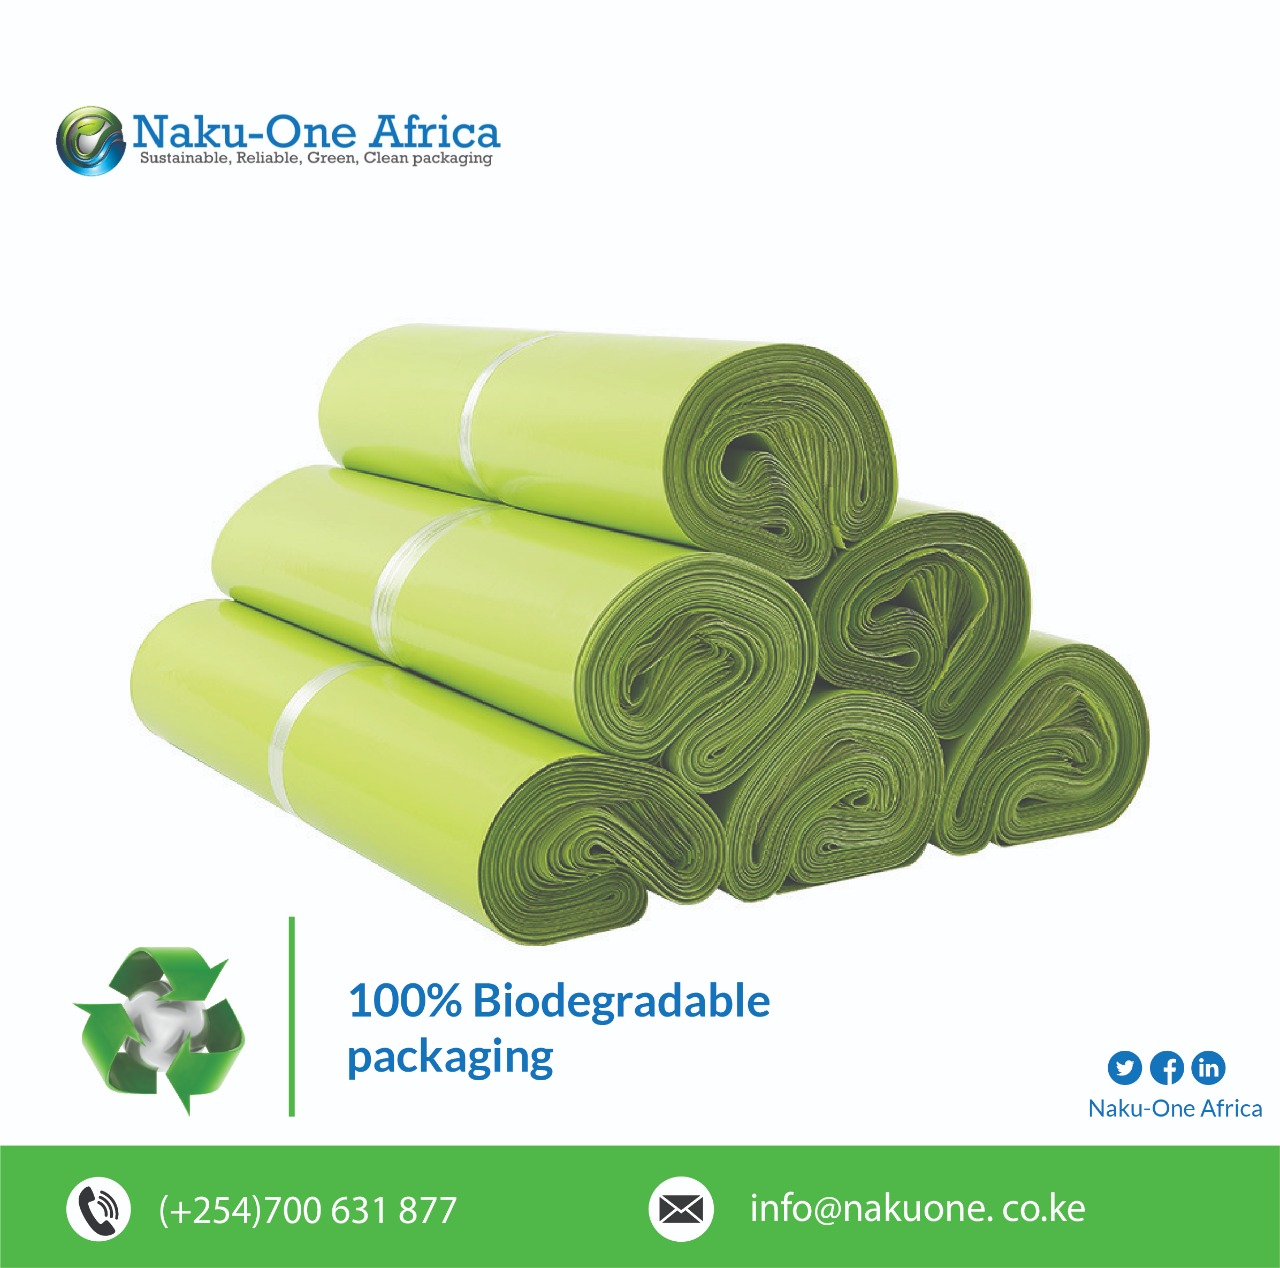 Naku-One Africa
Sustainable, Reliable, Green, Clean packaging
100% Biodegradable
packaging
Naku-One Africa
(+254)700 631 877
info@nakuone. co.ke